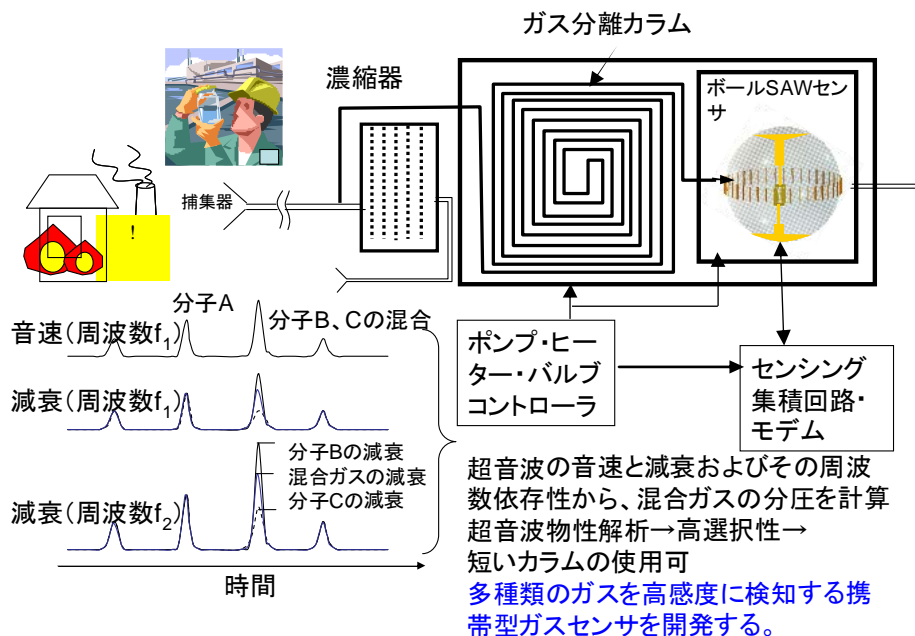 ガス分離カラム
濃縮器
ボールSAWセン
サ
捕集器
!
分子A
分子B、Cの混合
音速(周波数f1)
減衰(周波数f1)
分子Bの減衰
混合ガスの減衰
分子Cの減衰
減衰(周波数f2)
時間
ポンプ・ヒー
ター・バルブ
コントローラ
センシング
集積回路・
モデム
超音波の音速と減衰およびその周波
数依存性から、混合ガスの分圧を計算
超音波物性解析→高選択性→
短いカラムの使用可
多種類のガスを高感度に検知する携
帯型ガスセンサを開発する。